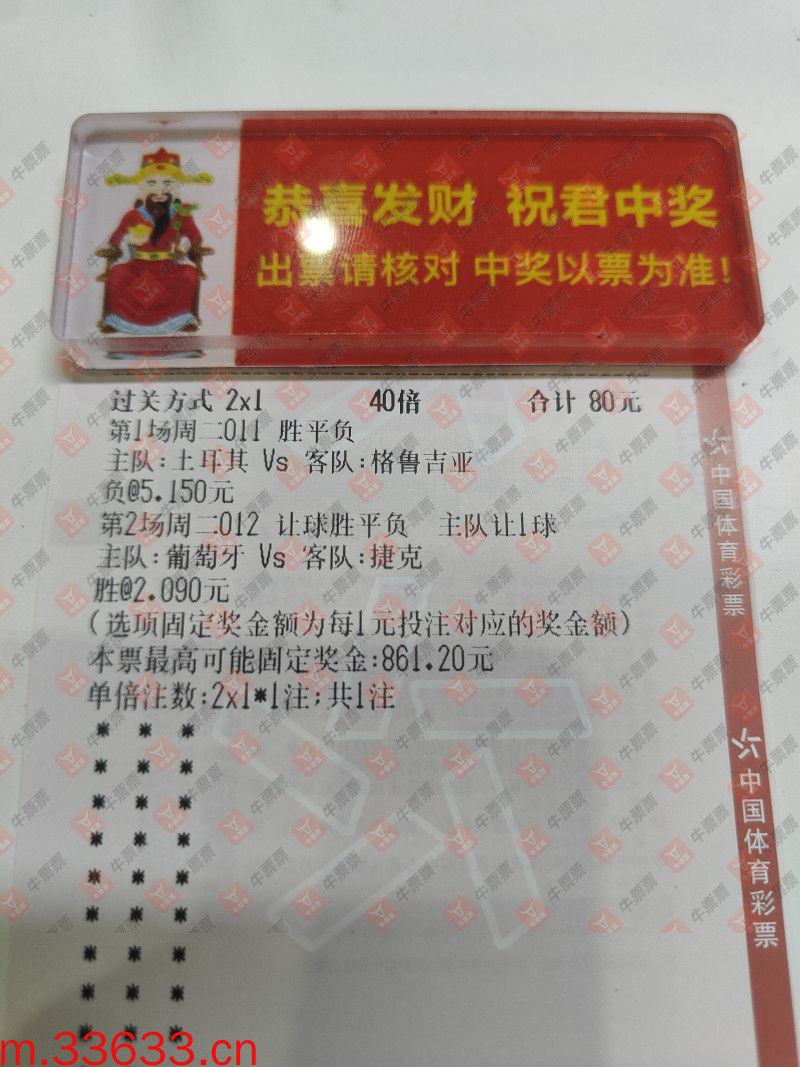 恭喜发财 祝君中奖
出票请核对 中奖以票为准!
过关方式 2x1 40倍 合计 80元
第1场周二011 胜平负
主队:土耳其 Vs 客队:格鲁吉亚
负@5.150元
第2场周二012 让球胜平负 主队让1球
主队:葡萄牙 Vs 客队:捷克
胜@2.090元
(选项固定奖金额为每1元投注对应的奖金额)
本票最高可能固定奖金:861.20元
单倍注数:2x1*1注;共1注
* * *
* * *
* * *
* * *
* * *
* * *
* * *
* * *
* * *
中国体育彩票
中国体育彩票
牛票票
m.33633.cn